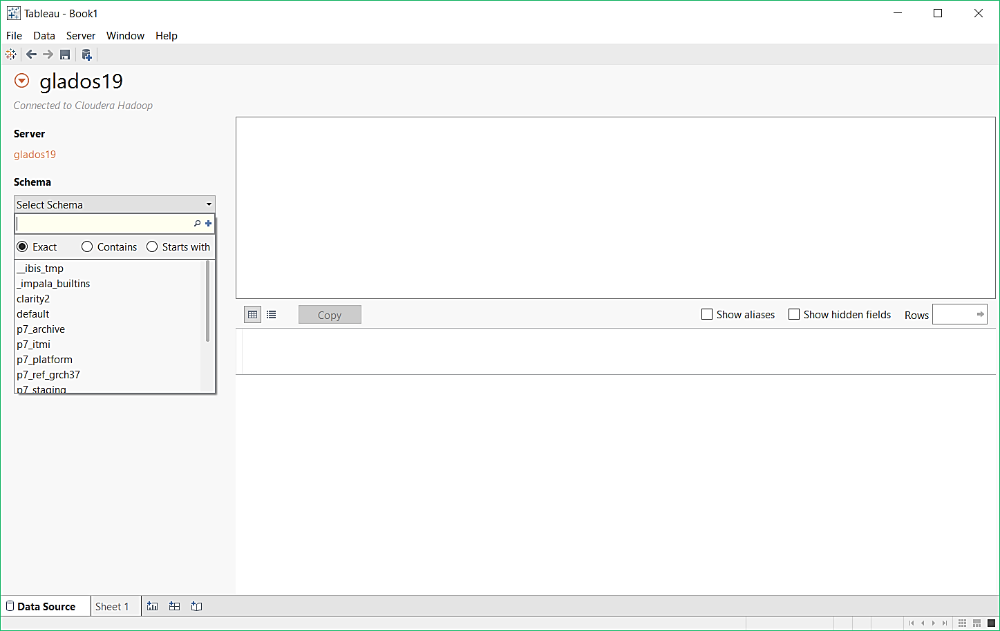 Tableau - Book1
File Data Server Window Help
glados19
Connected to Cloudera Hadoop
Server
glados19
Schema
Select Schema
Exact Contains Starts with
__ibis_tmp
_impala_builtins
clarity2
default
p7_archive
p7_itmi
p7_platform
p7_ref_grch37
p7_staging
Copy Show aliases Show hidden fields Rows
Data Source Sheet 1